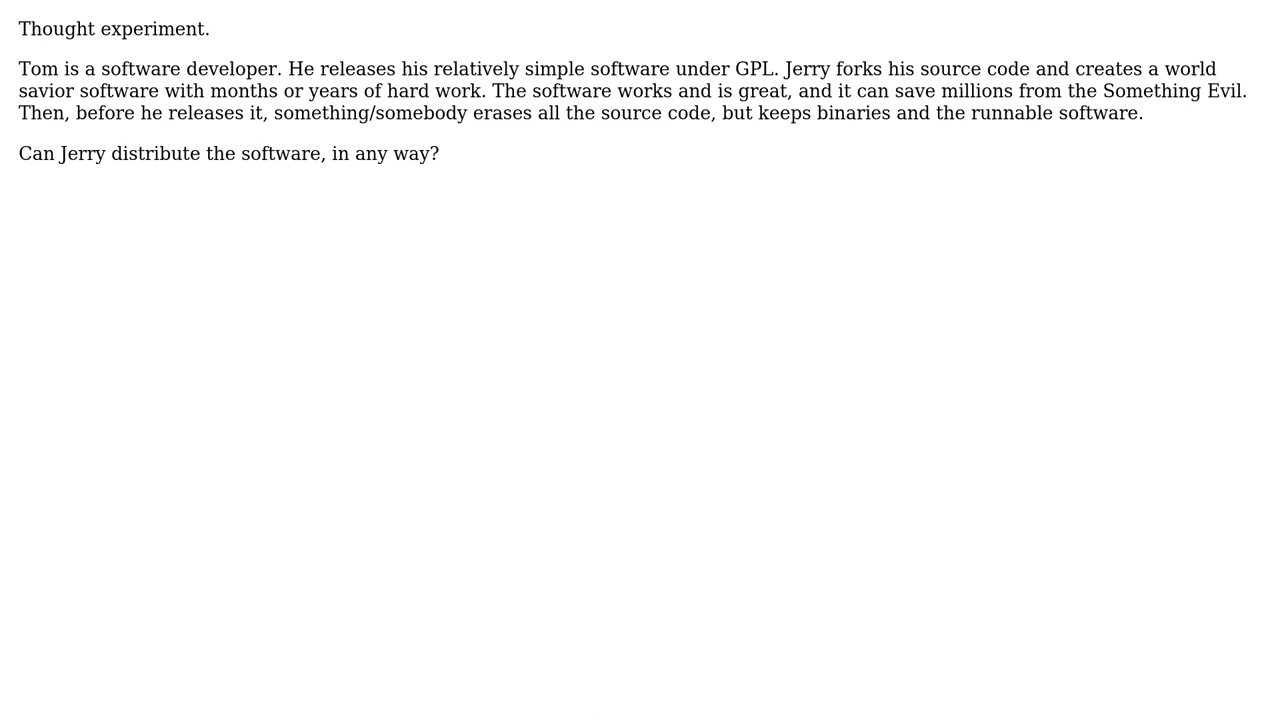 Thought experiment.
Tom is a software developer. He releases his relatively simple software under GPL. Jerry forks his source code and creates a world
savior software with months or years of hard work. The software works and is great, and it can save millions from the Something Evil.
Then, before he releases it, something/somebody erases all the source code, but keeps binaries and the runnable software.
Can Jerry distribute the software, in any way?